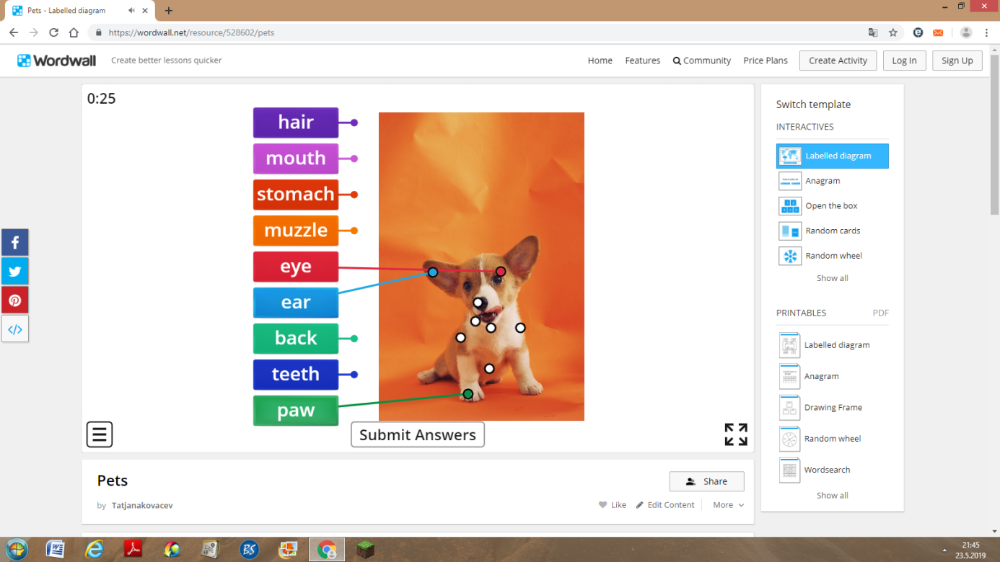 Pets - Labelled diagram
https://wordwall.net/resource/528602/pets
Wordwall
Create better lessons quicker
Home
Features
Community
Price Plans
Create Activity
Log In
Sign Up
0:25
hair
mouth
stomach
muzzle
eye
ear
back
teeth
paw
Submit Answers
Switch template
INTERACTIVES
Labelled diagram
Anagram
Open the box
Random cards
Random wheel
Show all
PRINTABLES PDF
Labelled diagram
Anagram
Drawing Frame
Random wheel
Wordsearch
Show all
Pets
Share
by Tatjanakovacev
Like
Edit Content
More
BS
21:45
23.5.2019